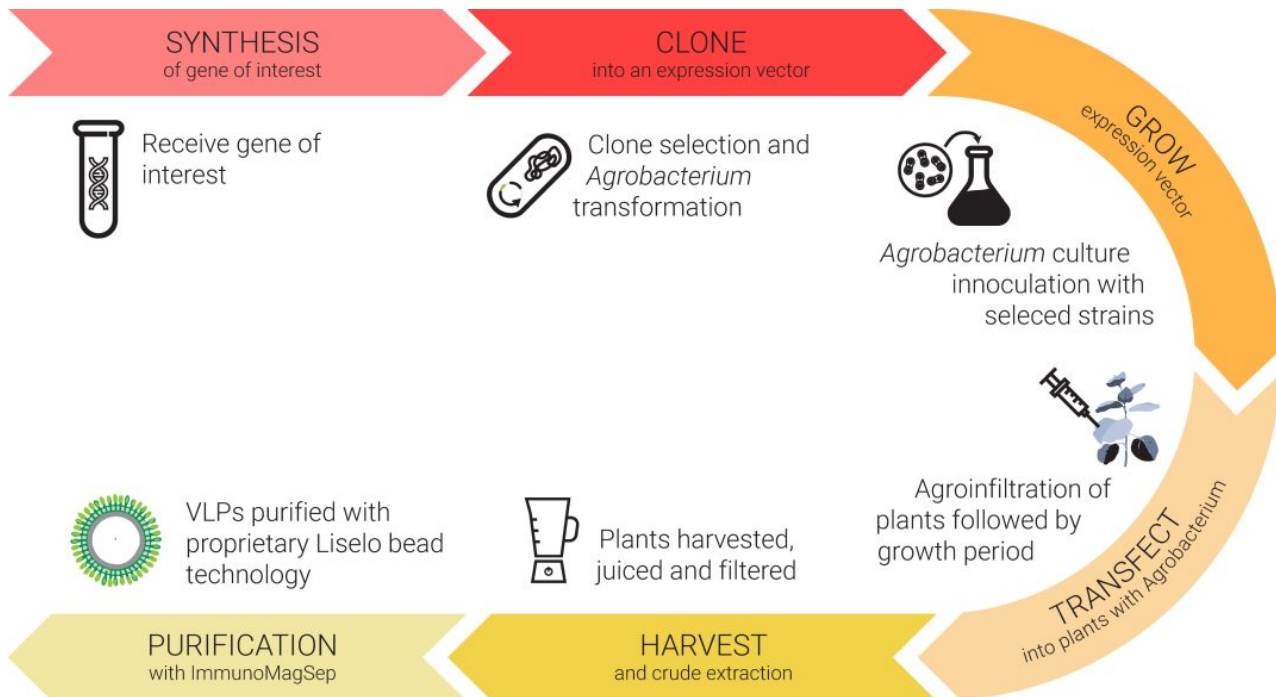 SYNTHESIS
of gene of interest
CLONE
into an expression vector
GROW
expression vector
Receive gene of
interest
Clone selection and
Agrobacterium
transformation
Agrobacterium culture
innoculation with
seleced strains
TRANSFECT
into plants with Agrobacterium
Agroinfiltration of
plants followed by
growth period
Plants harvested,
juiced and filtered
VLPs purified with
proprietary Liselo bead
technology
HARVEST
and crude extraction
PURIFICATION
with ImmunoMagSep